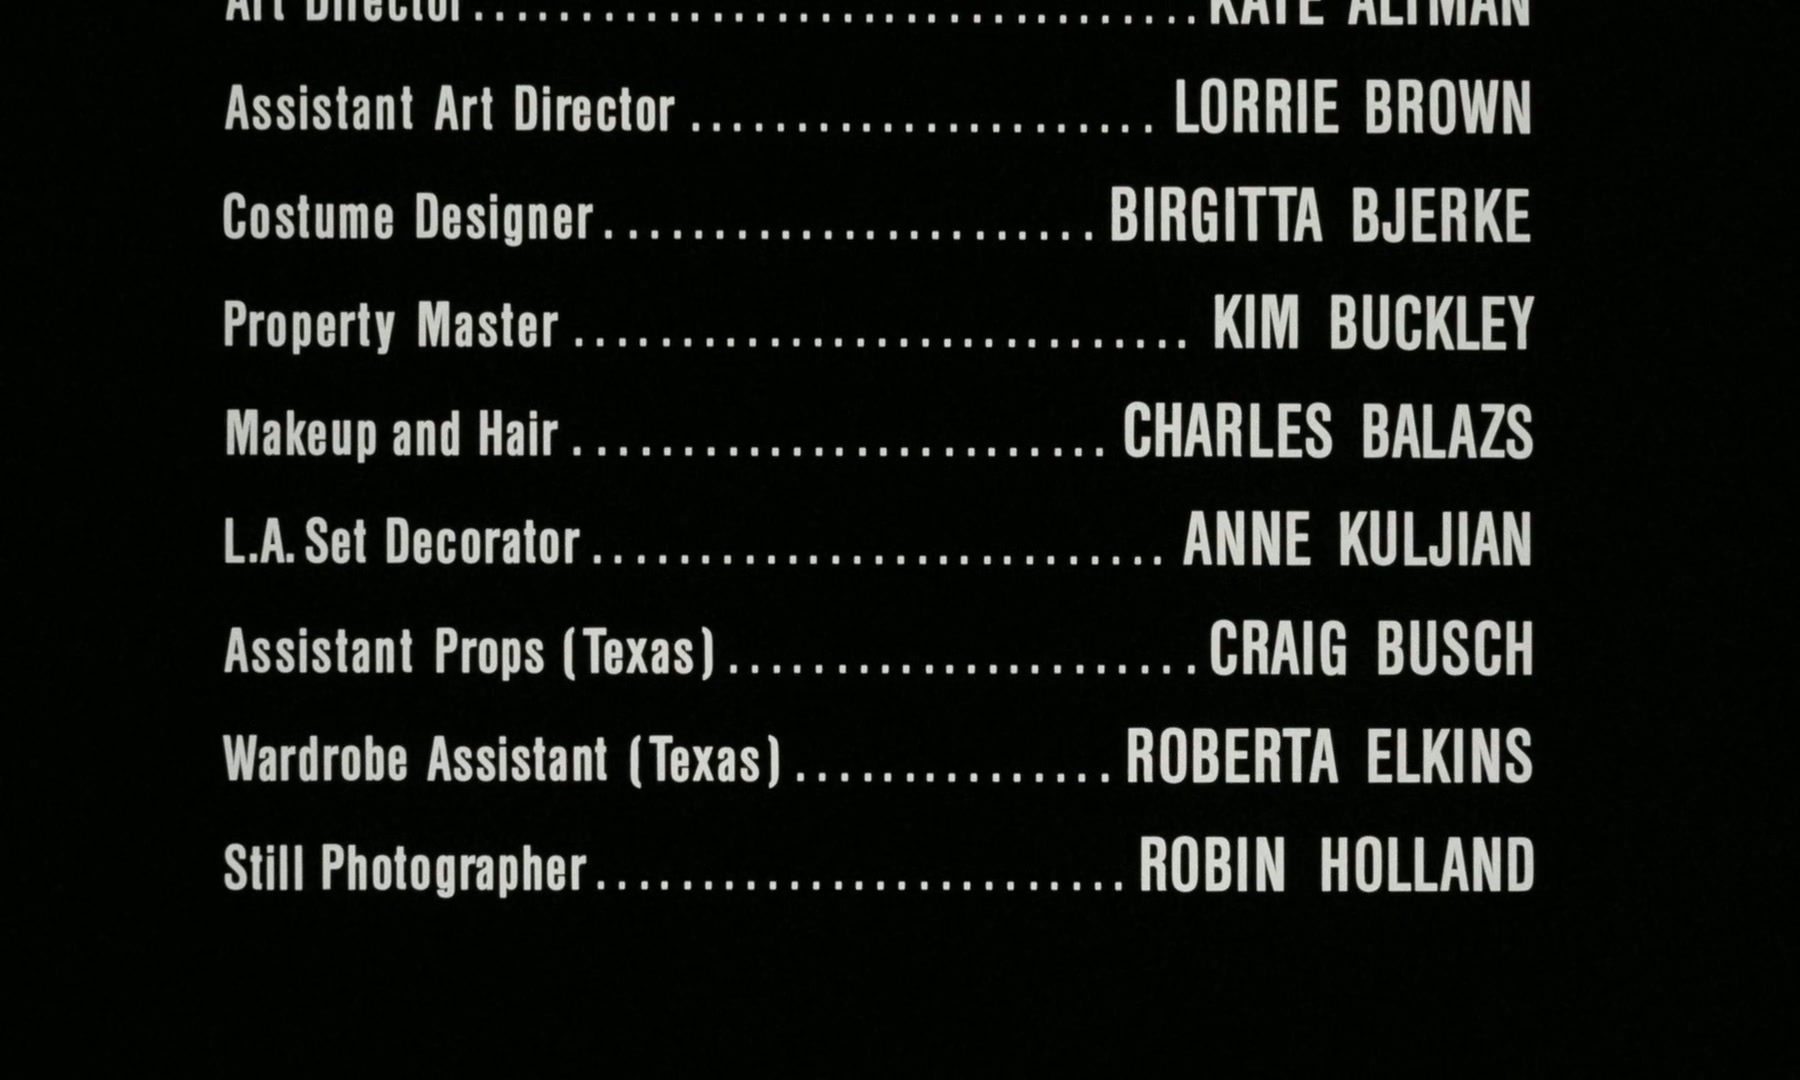 Art Director.................................. KATE ALTMAN
Assistant Art Director...................... LORRIE BROWN
Costume Designer....................... BIRGITTA BJERKE
Property Master............................. KIM BUCKLEY
Makeup and Hair......................... CHARLES BALAZS
L.A. Set Decorator........................... ANNE KULJIAN
Assistant Props (Texas)...................... CRAIG BUSCH
Wardrobe Assistant (Texas)............... ROBERTA ELKINS
Still Photographer......................... ROBIN HOLLAND